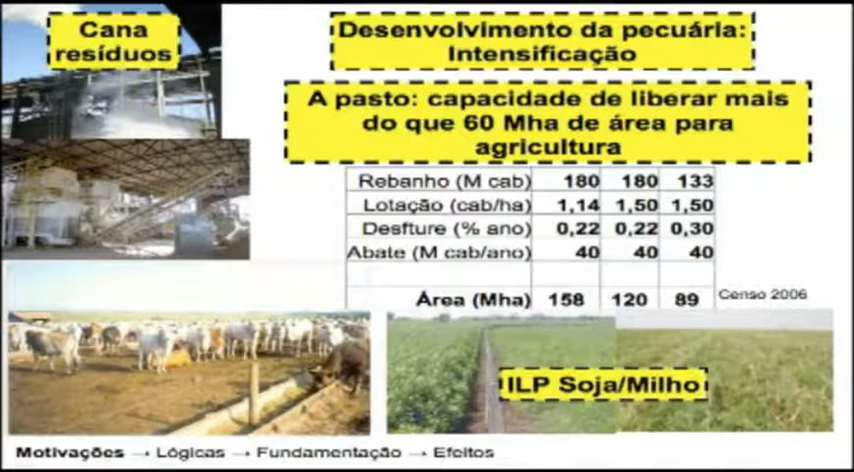 Cana
resíduos
Desenvolvimento da pecuária:
Intensificação
A pasto: capacidade de liberar mais
do que 60 Mha de área para
agricultura
Rebanho (M cab) 180 180 133
Lotação (cab/ha) 1,14 1,50 1,50
Desfture (% ano) 0,22 0,22 0,30
Abate (M cab/ano) 40 40 40
Área (Mha) 158 120 89
Censo 2006
ILP Soja/Milho
Motivações → Lógicas → Fundamentação → Efeitos